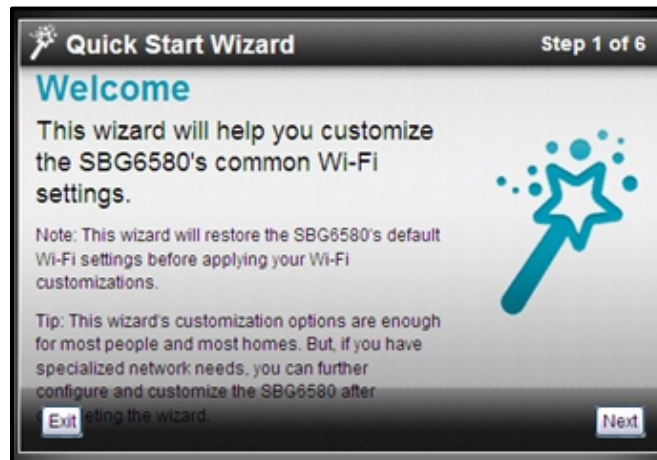 Quick Start Wizard
Step 1 of 6
Welcome
This wizard will help you customize
the SBG6580's common Wi-Fi
settings.
Note: This wizard will restore the SBG6580's default
Wi-Fi settings before applying your Wi-Fi
customizations.
Tip: This wizard's customization options are enough
for most people and most homes. But, if you have
specialized network needs, you can further
configure and customize the SBG6580 after
the wizard.
Exit
Next